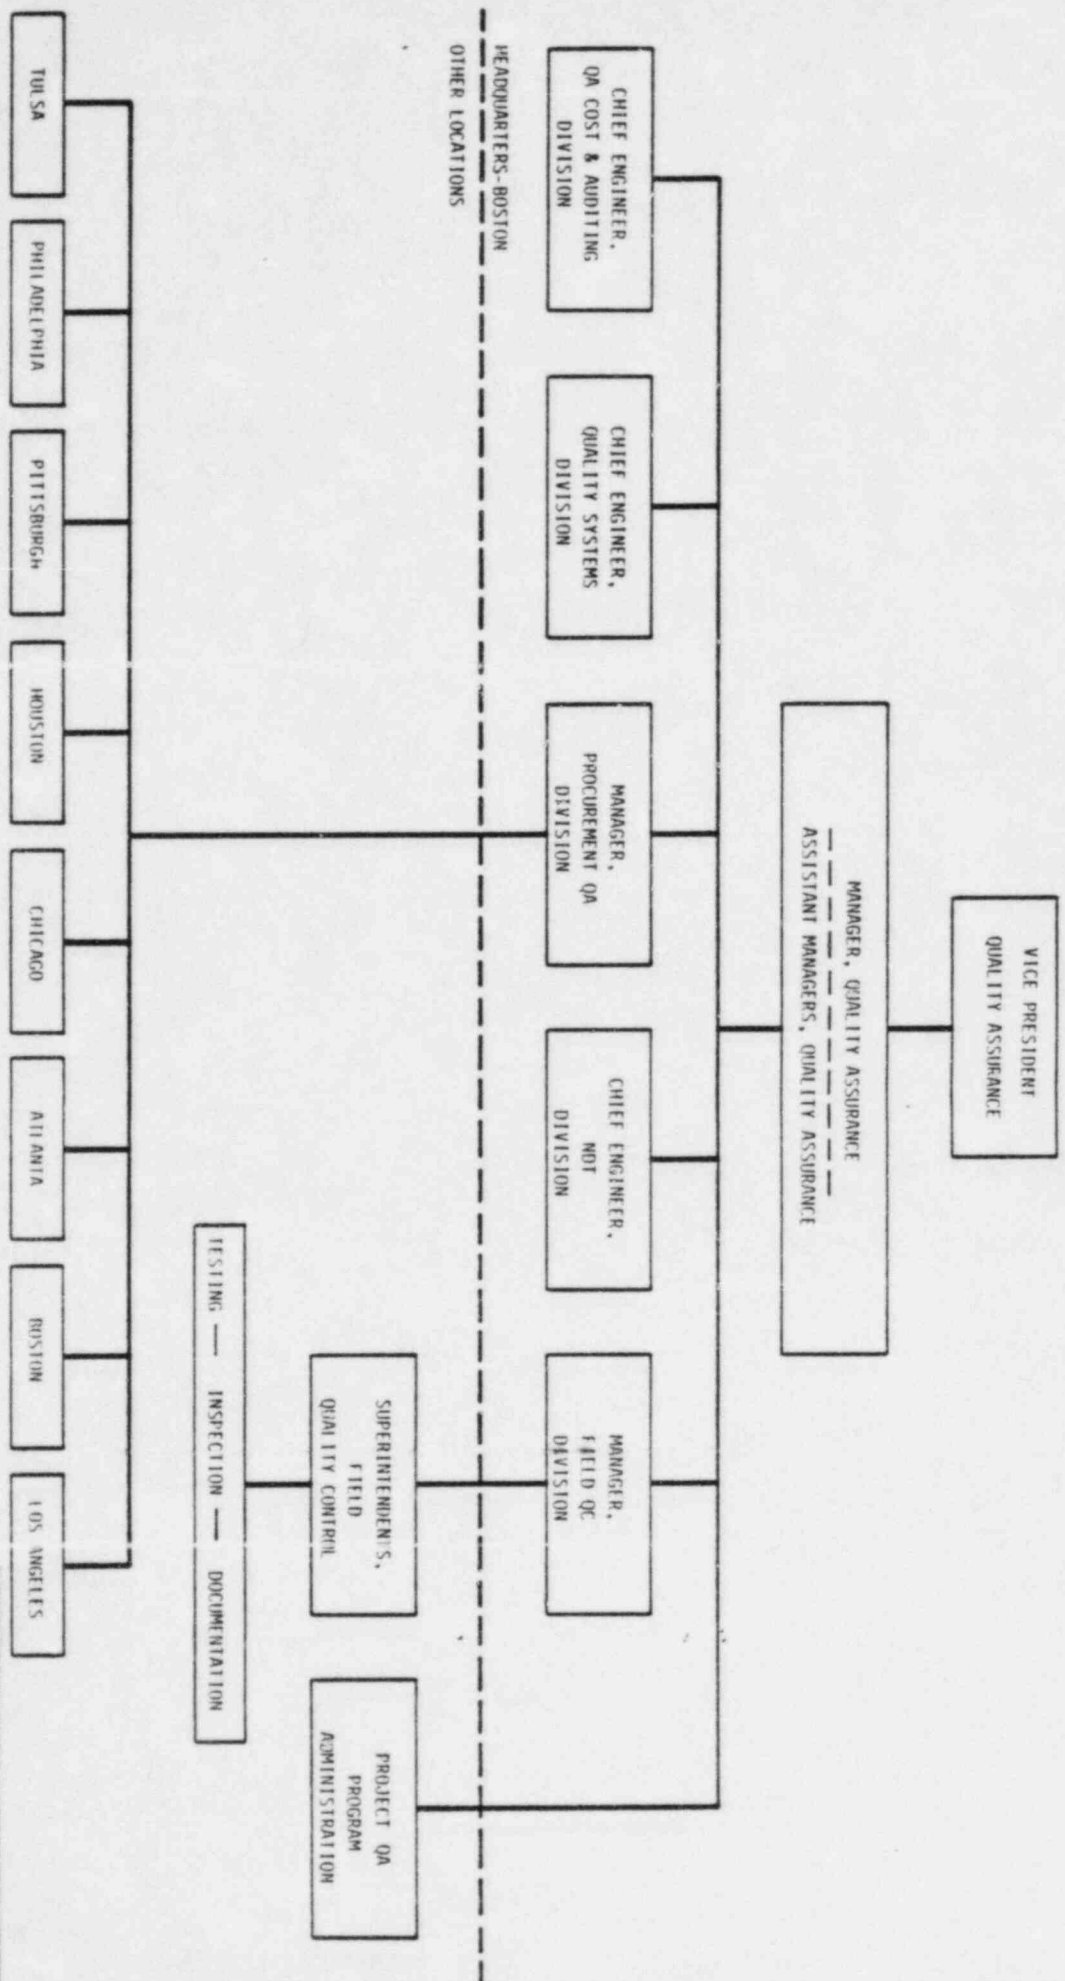 VICE PRESIDENT
QUALITY ASSURANCE
MANAGER, QUALITY ASSURANCE
ASSISTANT MANAGERS, QUALITY ASSURANCE
CHIEF ENGINEER,
QA COST & AUDITING
DIVISION
CHIEF ENGINEER,
QUALITY SYSTEMS
DIVISION
MANAGER,
PROCUREMENT QA
DIVISION
CHIEF ENGINEER,
NDT
DIVISION
MANAGER,
FIELD QC
DIVISION
HEADQUARTERS-BOSTON
OTHER LOCATIONS
SUPERINTENDENTS,
FIELD
QUALITY CONTROL
PROJECT QA
PROGRAM
ADMINISTRATION
TESTING — INSPECTION — DOCUMENTATION
TULSA
PHILADELPHIA
PITTSBURGH
HOUSTON
CHICAGO
ATLANTA
BOSTON
LOS ANGELES